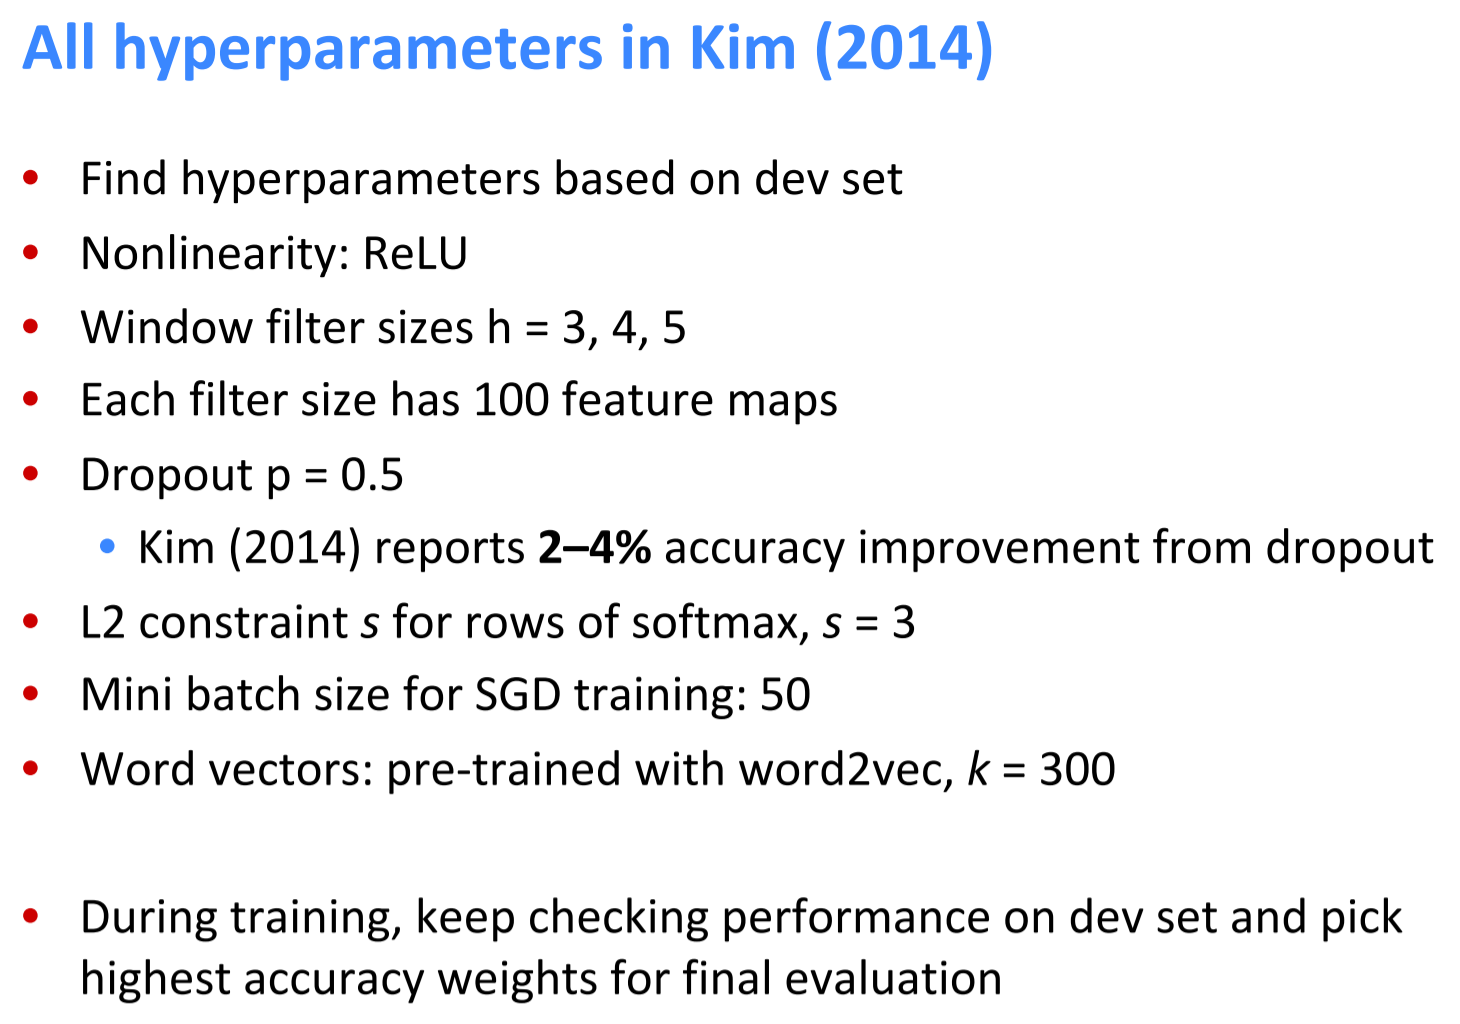 All hyperparameters in Kim (2014)
• Find hyperparameters based on dev set
• Nonlinearity: ReLU
• Window filter sizes h = 3, 4, 5
• Each filter size has 100 feature maps
• Dropout p = 0.5
• Kim (2014) reports 2–4% accuracy improvement from dropout
• L2 constraint s for rows of softmax, s = 3
• Mini batch size for SGD training: 50
• Word vectors: pre-trained with word2vec, k = 300
• During training, keep checking performance on dev set and pick
highest accuracy weights for final evaluation